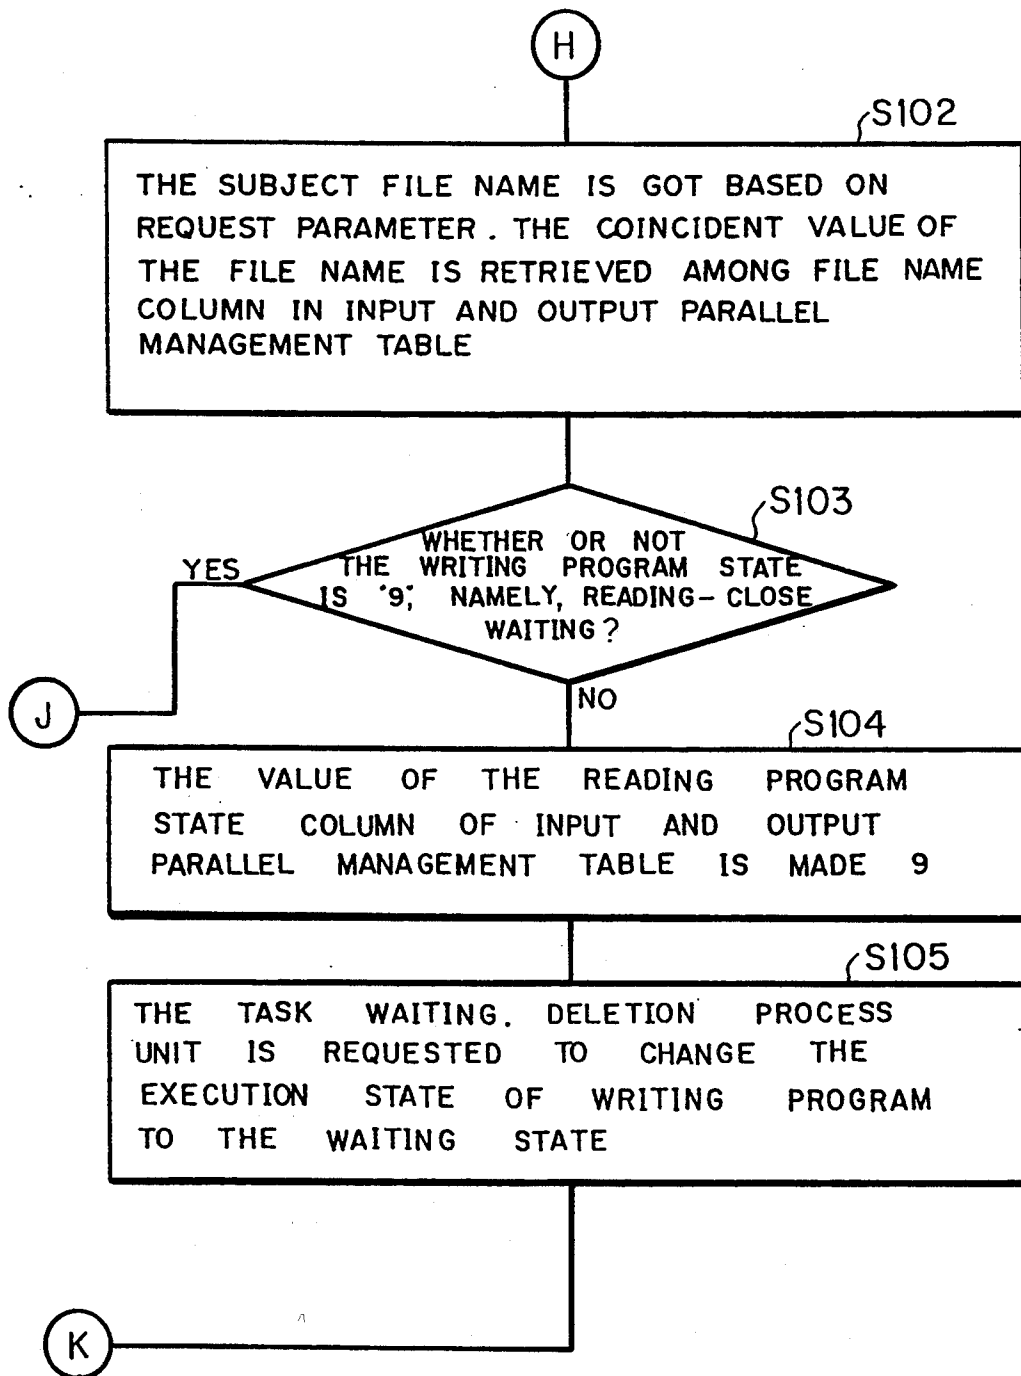 H
S102
THE SUBJECT FILE NAME IS GOT BASED ON
REQUEST PARAMETER. THE COINCIDENT VALUE OF
THE FILE NAME IS RETRIEVED AMONG FILE NAME
COLUMN IN INPUT AND OUTPUT PARALLEL
MANAGEMENT TABLE
S103
WHETHER OR NOT
THE WRITING PROGRAM STATE
IS '9', NAMELY, READING-CLOSE
WAITING?
YES
NO
J
S104
THE VALUE OF THE READING PROGRAM
STATE COLUMN OF INPUT AND OUTPUT
PARALLEL MANAGEMENT TABLE IS MADE 9
S105
THE TASK WAITING. DELETION PROCESS
UNIT IS REQUESTED TO CHANGE THE
EXECUTION STATE OF WRITING PROGRAM
TO THE WAITING STATE
K